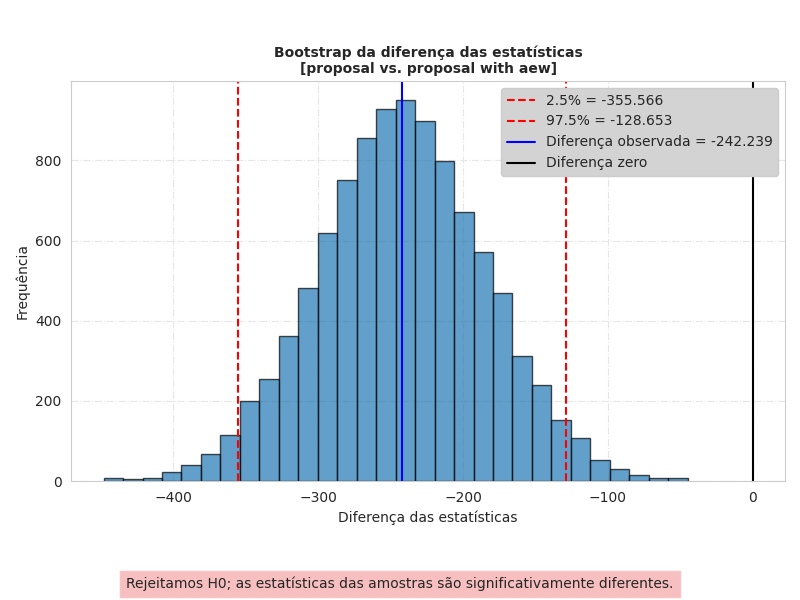 Bootstrap da diferença das estatísticas
[proposal vs. proposal with aew]
2.5% = -355.566
97.5% = -128.653
Diferença observada = -242.239
Diferença zero
Frequência
800
600
400
200
0
−400
−300
−200
−100
0
Diferença das estatísticas
Rejeitamos H0; as estatísticas das amostras são significativamente diferentes.